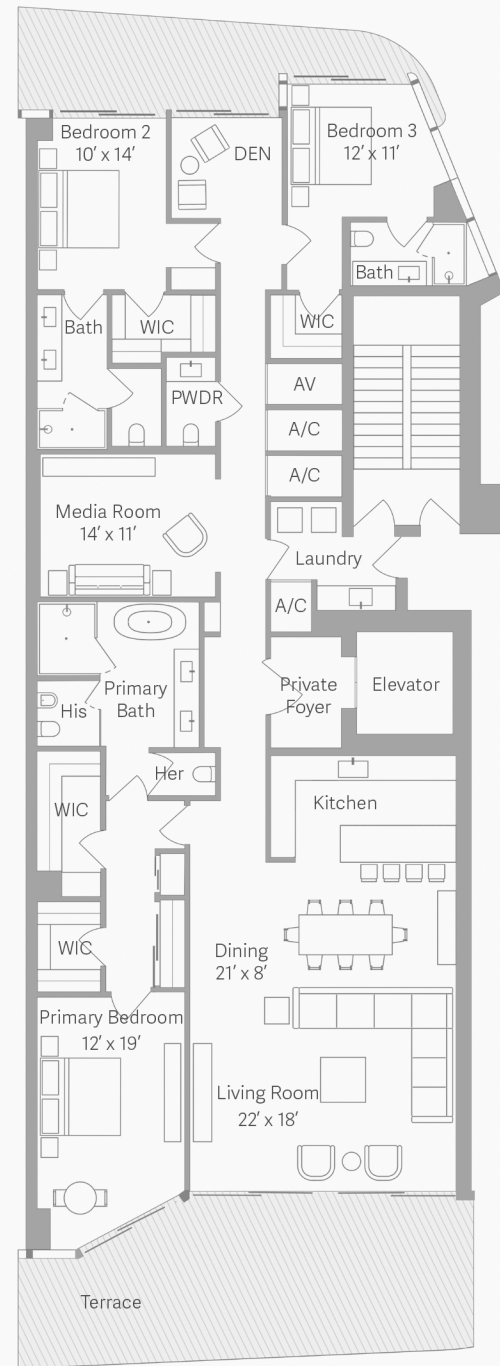 Bedroom 2
10′ x 14′
DEN
Bedroom 3
12′ x 11′
Bath
Bath
WIC
WIC
PWDR
AV
A/C
A/C
Media Room
14′ x 11′
Laundry
A/C
Primary
Bath
His
Private
Foyer
Elevator
Her
WIC
Kitchen
WIC
Dining
21′ x 8′
Primary Bedroom
12′ x 19′
Living Room
22′ x 18′
Terrace